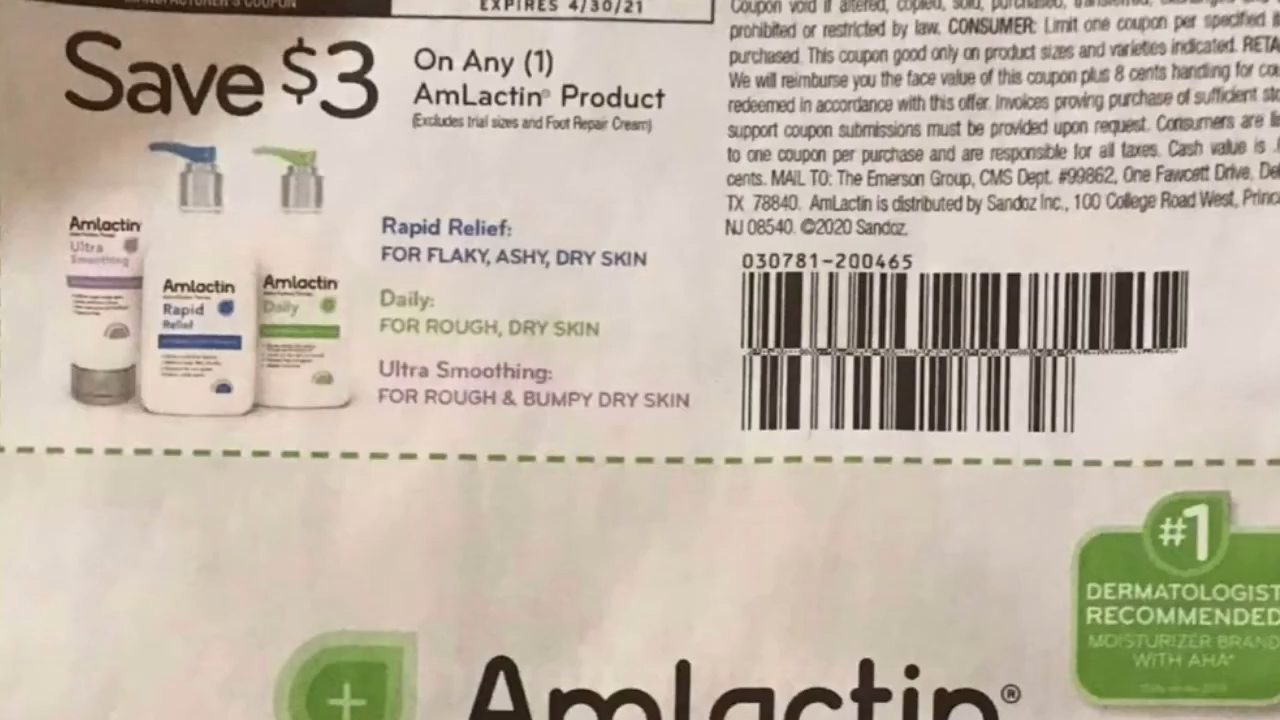 MANUFACTURER'S COUPON
EXPIRES 4/30/21
Save $3
On Any (1)
AmLactin® Product
(Excludes trial sizes and Foot Repair Cream)
Amlactin
Ultra
Smoothing
Amlactin
Rapid
Relief
Amlactin
Daily
Rapid Relief:
FOR FLAKY, ASHY, DRY SKIN
Daily:
FOR ROUGH, DRY SKIN
Ultra Smoothing:
FOR ROUGH & BUMPY DRY SKIN
Coupon void if altered, copied, sold, purchased, transferred,
prohibited or restricted by law. CONSUMER: Limit one coupon per specified
purchased. This coupon good only on product sizes and varieties indicated. RETA
We will reimburse you the face value of this coupon plus 8 cents handling for
redeemed in accordance with this offer. Invoices proving purchase of sufficient
support coupon submissions must be provided upon request. Consumers are
to one coupon per purchase and are responsible for all taxes. Cash value is
cents. MAIL TO: The Emerson Group, CMS Dept. #99862, One Fawcett Drive, Del
TX 78840. AmLactin is distributed by Sandoz Inc., 100 College Road West, Princ
NJ 08540. ©2020 Sandoz.
030781-200465
#1
DERMATOLOGIST
RECOMMENDED
MOISTURIZER BRAND
WITH AHA*
Amlactin®